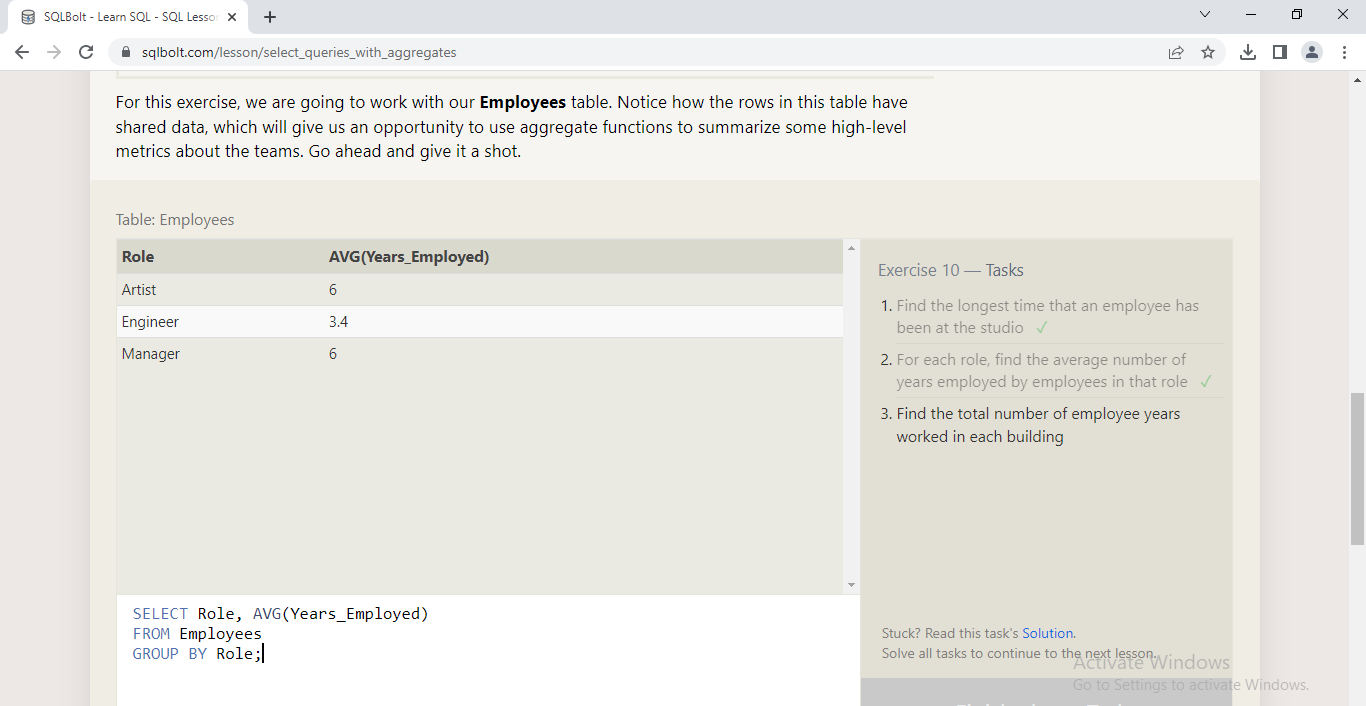 SQLBolt - Learn SQL - SQL Lesso
sqlbolt.com/lesson/select_queries_with_aggregates
For this exercise, we are going to work with our Employees table. Notice how the rows in this table have
shared data, which will give us an opportunity to use aggregate functions to summarize some high-level
metrics about the teams. Go ahead and give it a shot.
Table: Employees
Role AVG(Years_Employed)
Artist 6
Engineer 3.4
Manager 6
SELECT Role, AVG(Years_Employed)
FROM Employees
GROUP BY Role;
Exercise 10 — Tasks
1. Find the longest time that an employee has
been at the studio ✓
2. For each role, find the average number of
years employed by employees in that role ✓
3. Find the total number of employee years
worked in each building
Stuck? Read this task's Solution.
Solve all tasks to continue to the next lesson.
Activate Windows
Go to Settings to activate Windows.